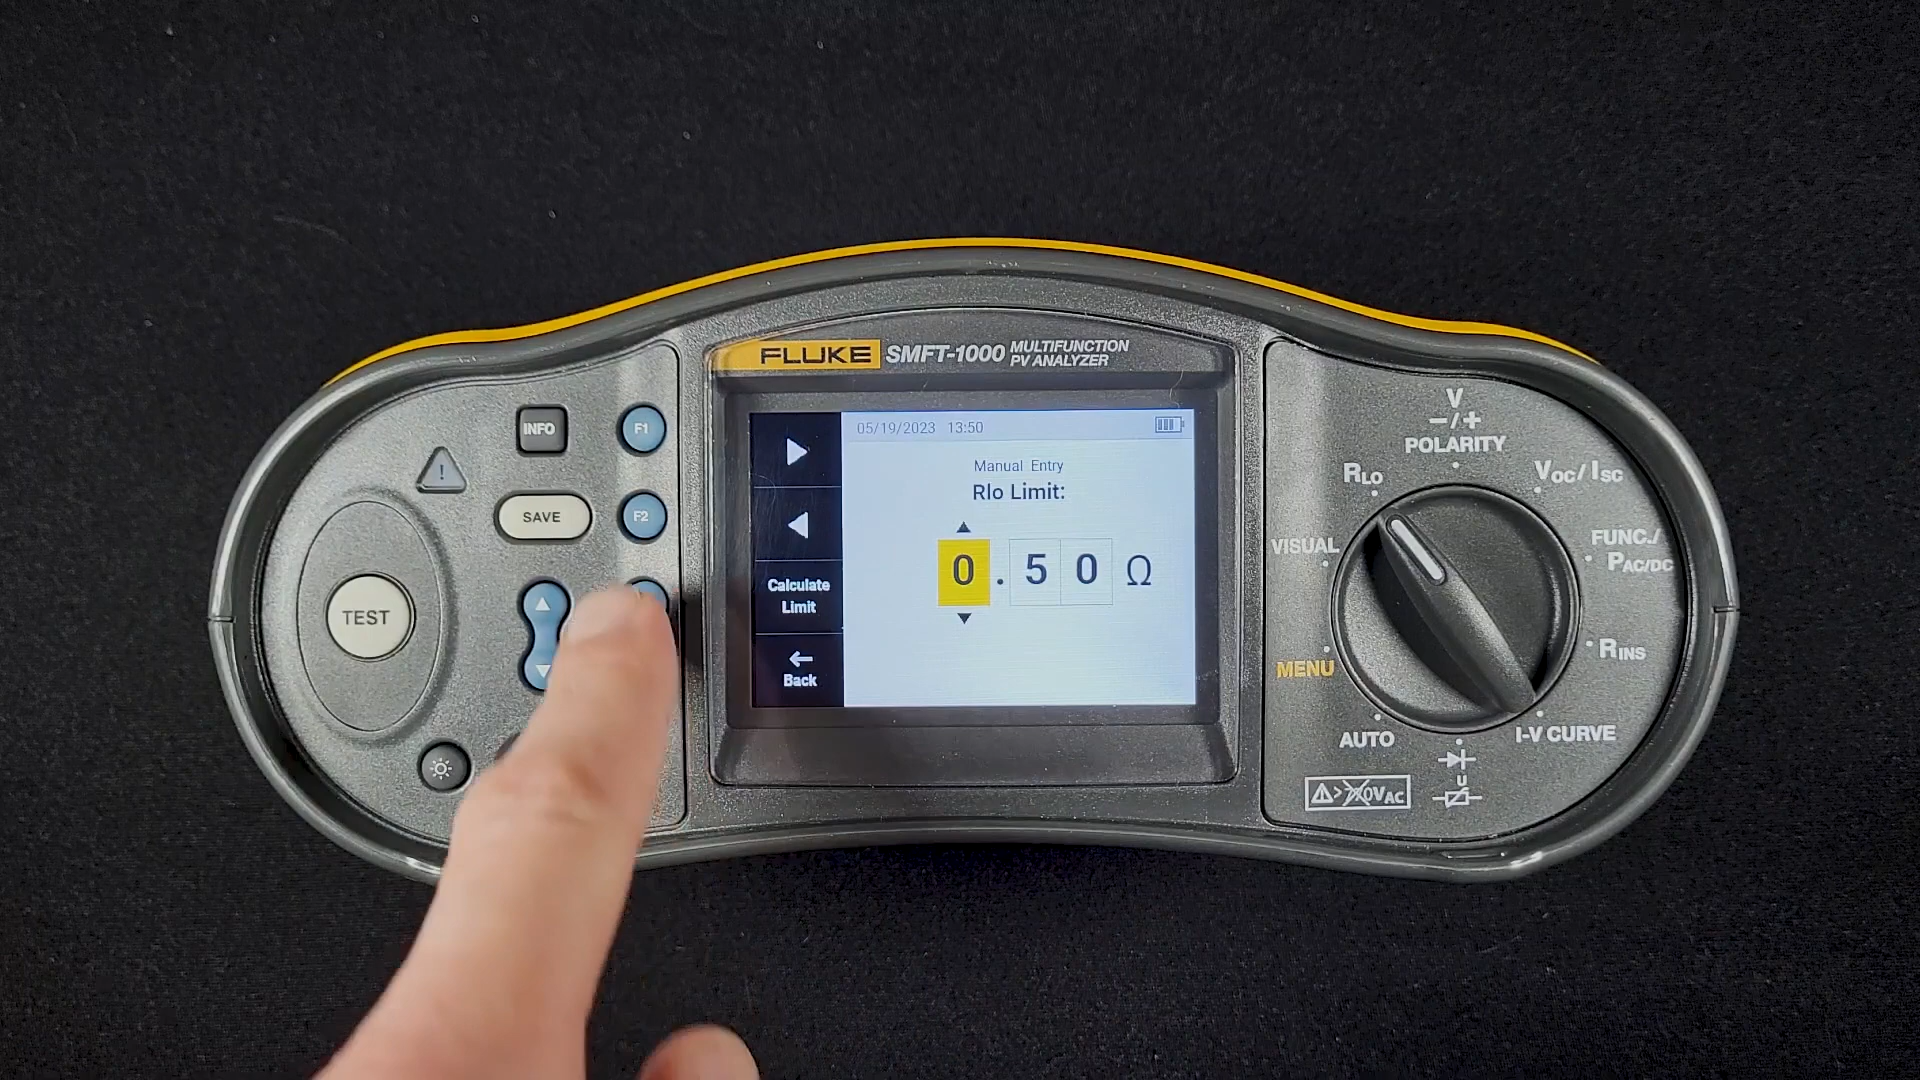 FLUKE SMFT-1000 MULTIFUNCTION
PV ANALYZER
INFO
F1
!
SAVE
F2
TEST
05/19/2023 13:50
Manual Entry
Rlo Limit:
0.50 Ω
Calculate
Limit
Back
V
-/+
POLARITY
RLO
VOC/ISC
VISUAL
FUNC./
PAC/DC
MENU
RINS
AUTO
I-V CURVE
U